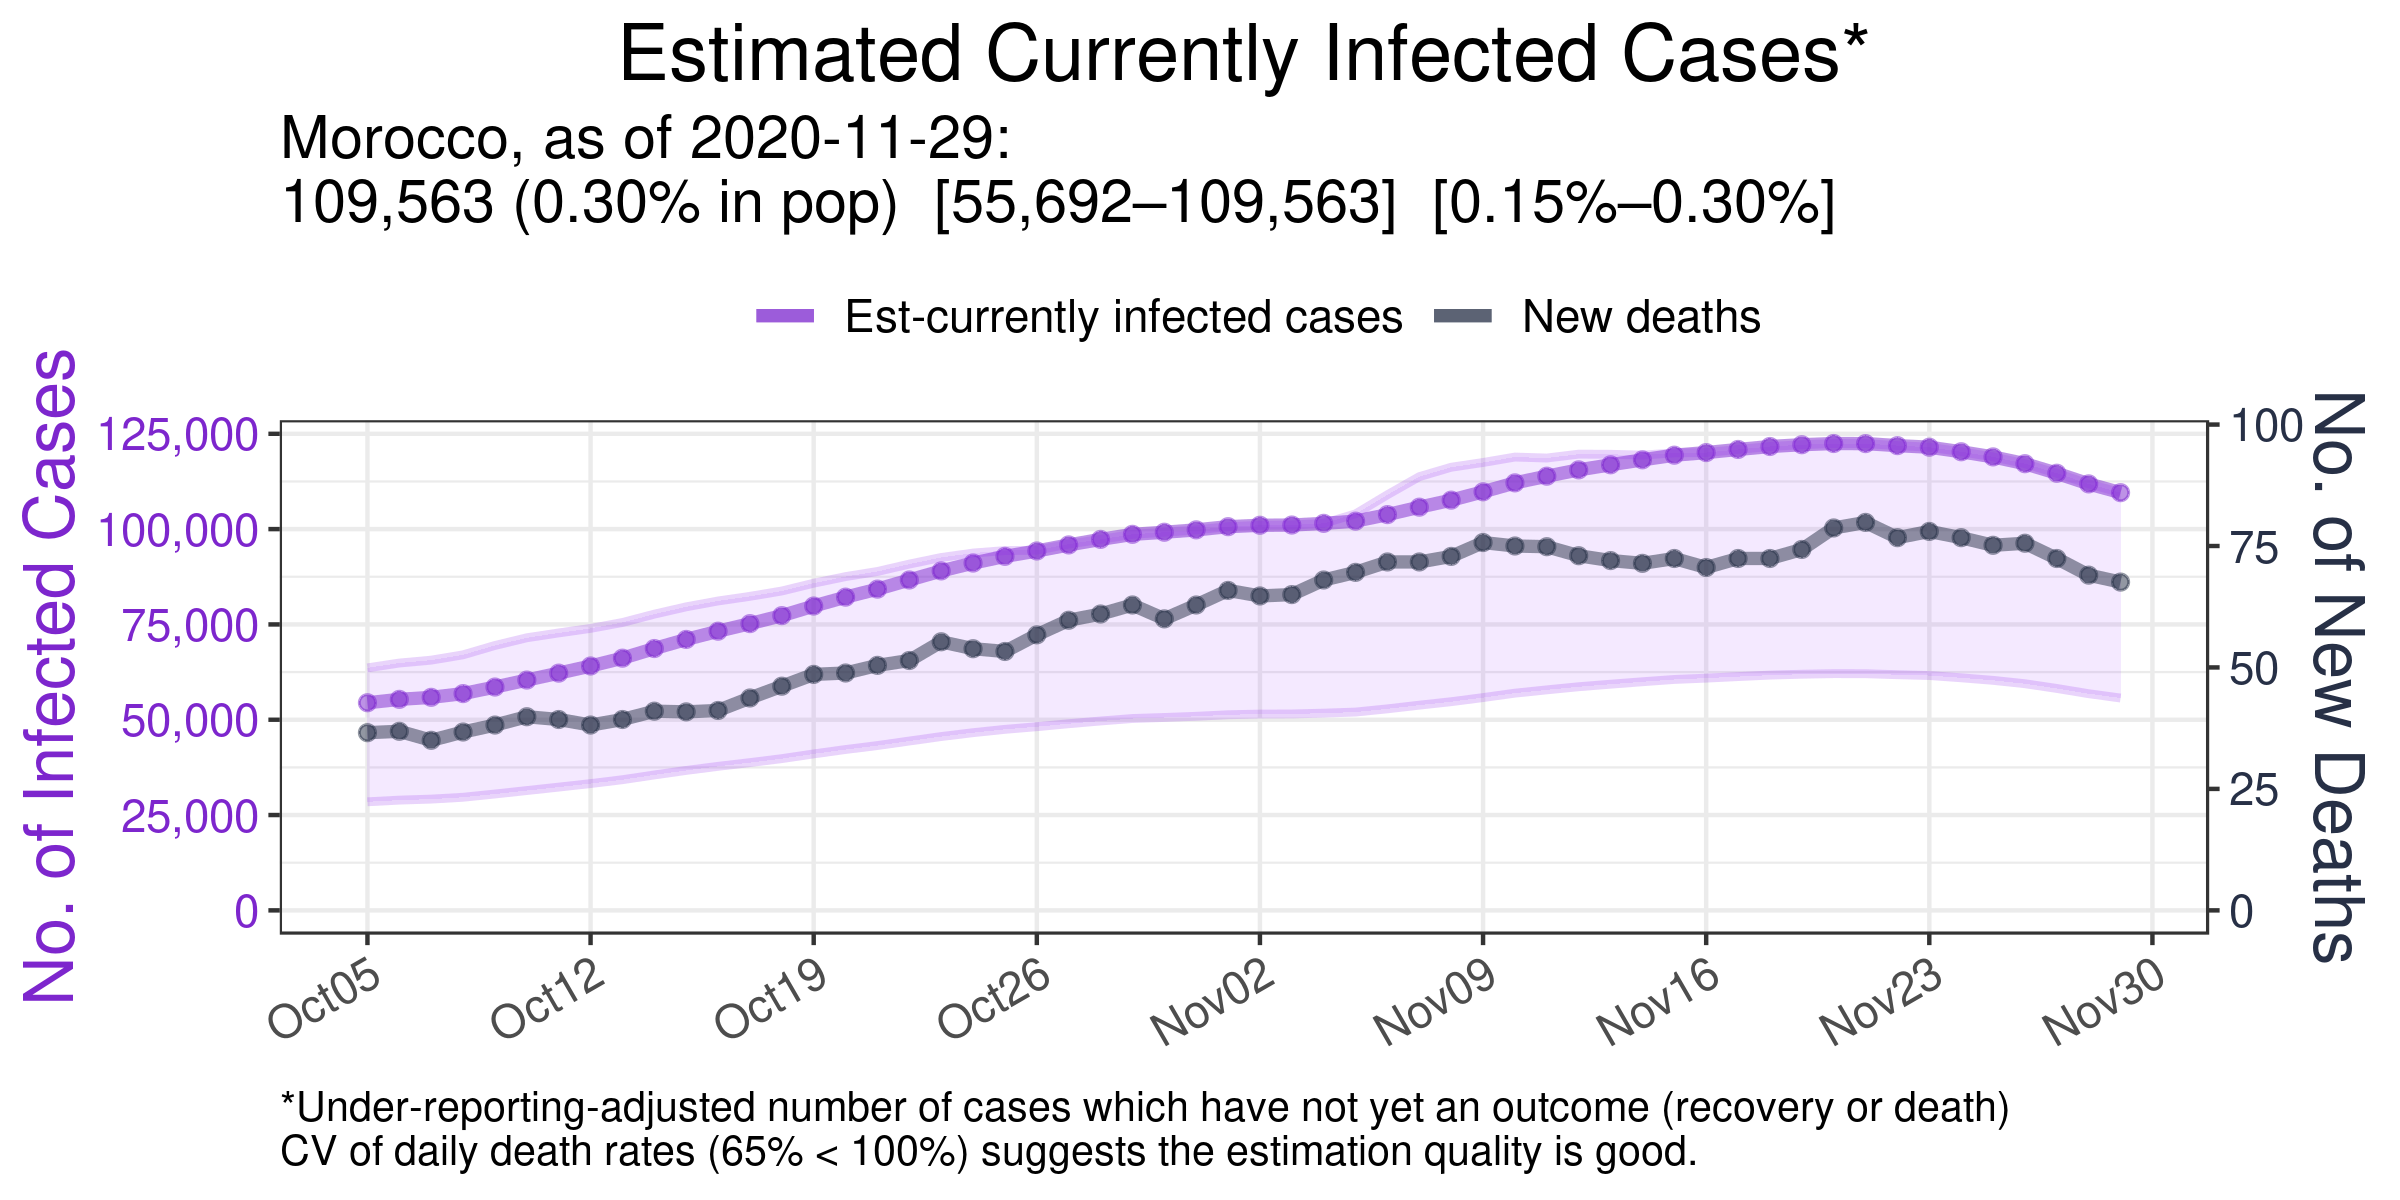 Estimated Currently Infected Cases*
Morocco, as of 2020-11-29:
109,563 (0.30% in pop)  [55,692–109,563]  [0.15%–0.30%]
Est-currently infected cases
New deaths
No. of Infected Cases
125,000
100,000
75,000
50,000
25,000
0
100
75
50
25
0
No. of New Deaths
Oct05
Oct12
Oct19
Oct26
Nov02
Nov09
Nov16
Nov23
Nov30
*Under-reporting-adjusted number of cases which have not yet an outcome (recovery or death)
CV of daily death rates (65% < 100%) suggests the estimation quality is good.